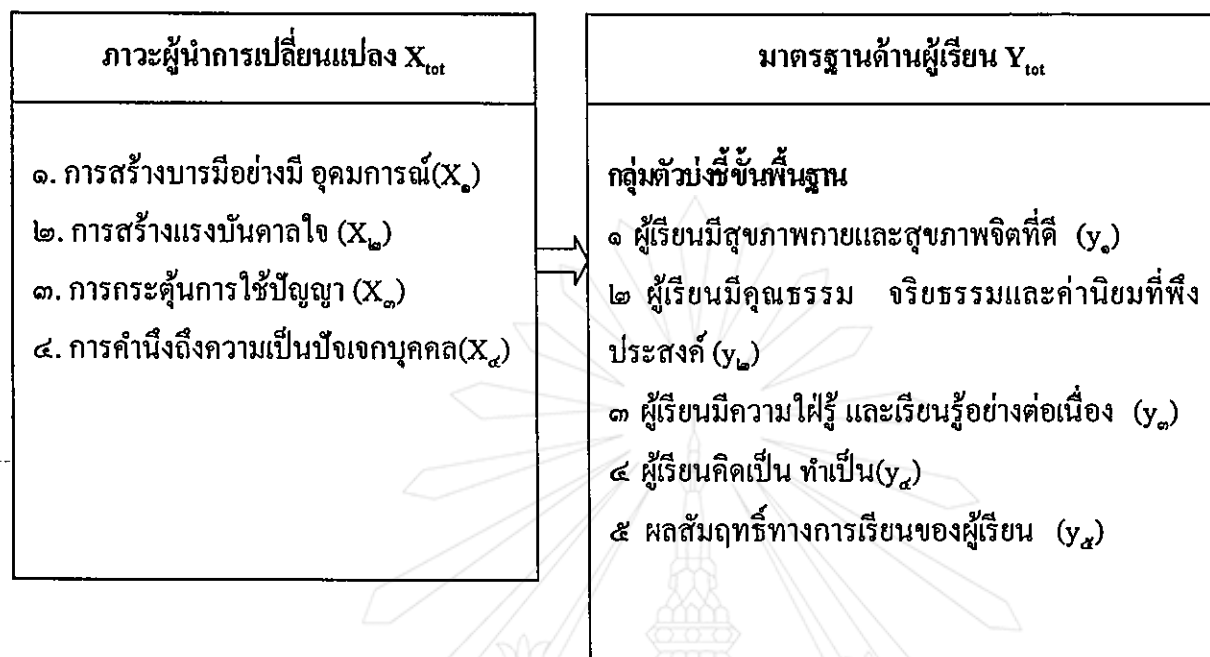 ภาวะผู้นำการเปลี่ยนแปลง X_tot
๑. การสร้างบารมีอย่างมี อุดมการณ์(X_๑)
๒. การสร้างแรงบันดาลใจ (X_๒)
๓. การกระตุ้นการใช้ปัญญา (X_๓)
๔. การคำนึงถึงความเป็นปัจเจกบุคคล(X_๔)
มาตรฐานด้านผู้เรียน Y_tot
กลุ่มตัวบ่งชี้ขั้นพื้นฐาน
๑ ผู้เรียนมีสุขภาพกายและสุขภาพจิตที่ดี (y_๑)
๒ ผู้เรียนมีคุณธรรม จริยธรรมและค่านิยมที่พึง
ประสงค์ (y_๒)
๓ ผู้เรียนมีความใฝ่รู้ และเรียนรู้อย่างต่อเนื่อง (y_๓)
๔ ผู้เรียนคิดเป็น ทำเป็น(y_๔)
๕ ผลสัมฤทธิ์ทางการเรียนของผู้เรียน (y_๕)